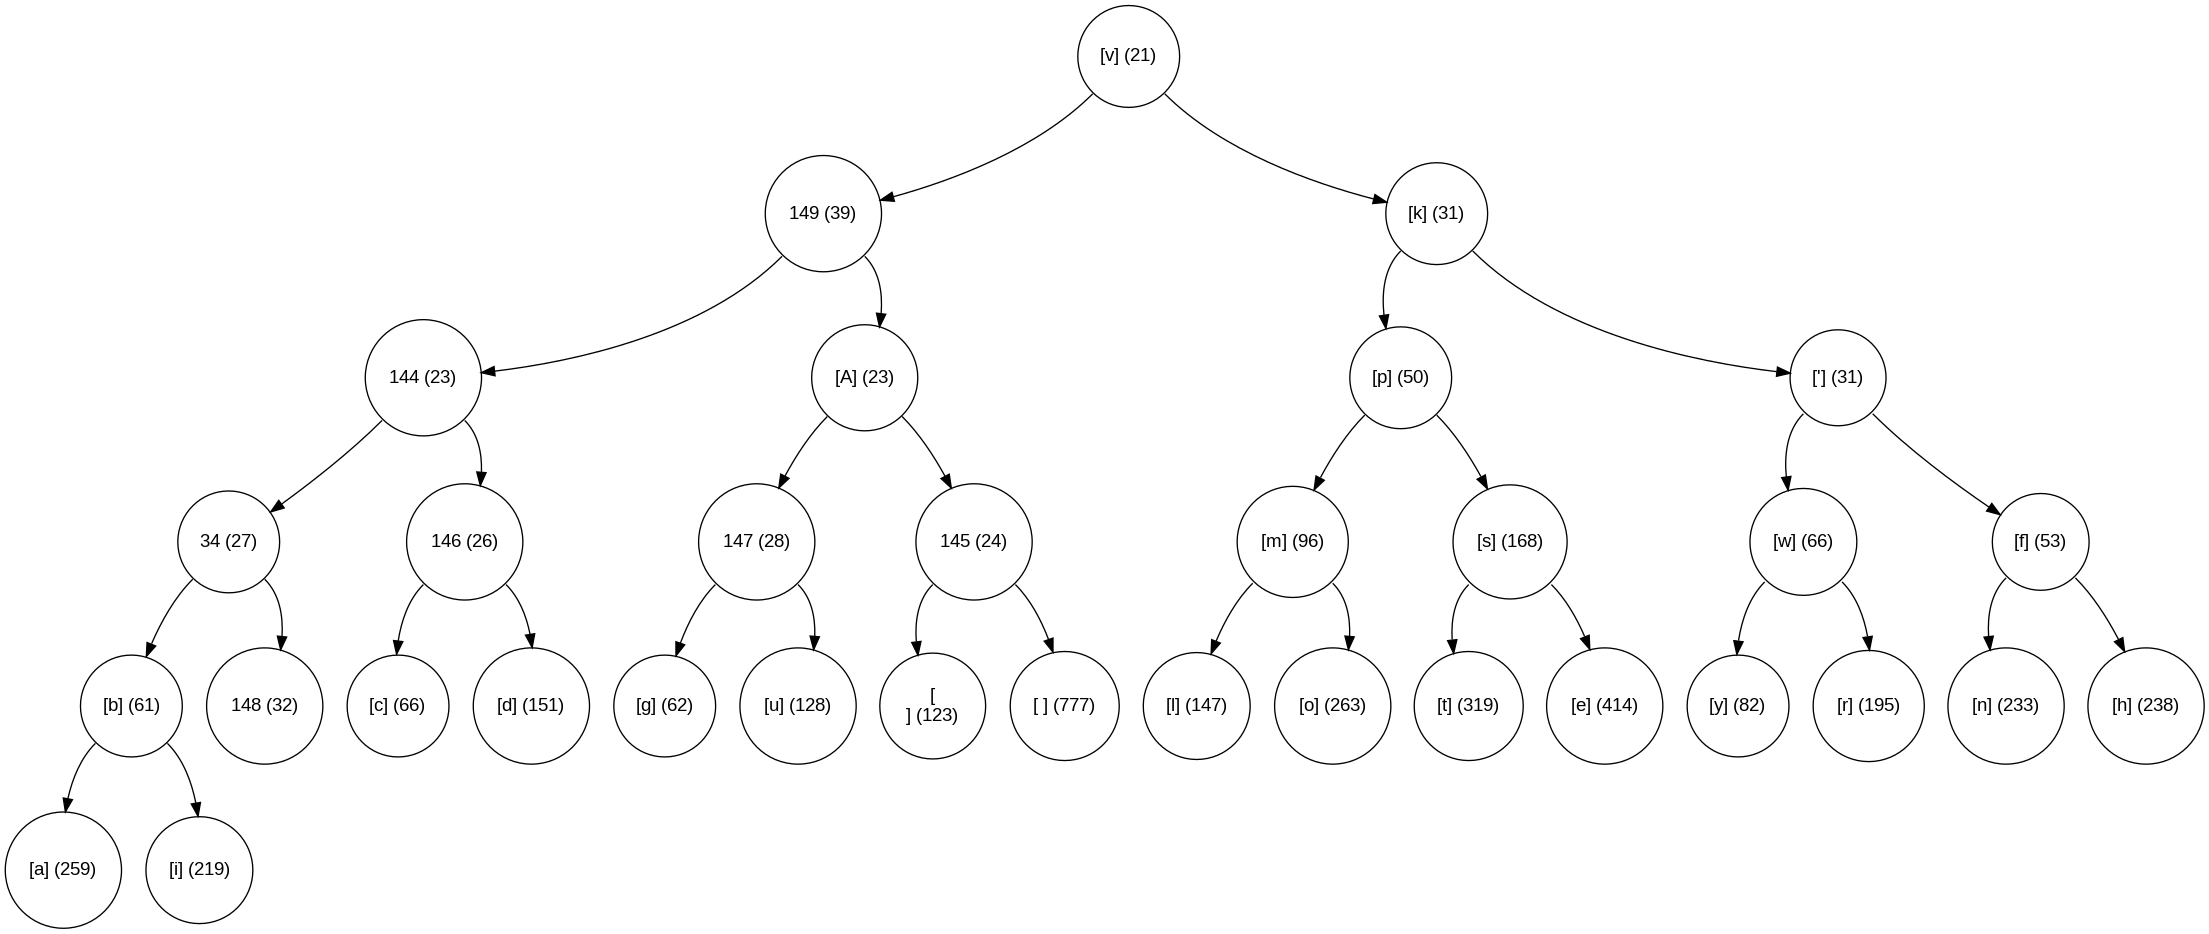 [v] (21)
149 (39)
[k] (31)
144 (23)
[A] (23)
[p] (50)
['] (31)
34 (27)
146 (26)
147 (28)
145 (24)
[m] (96)
[s] (168)
[w] (66)
[f] (53)
[b] (61)
148 (32)
[c] (66)
[d] (151)
[g] (62)
[u] (128)
[
] (123)
[ ] (777)
[l] (147)
[o] (263)
[t] (319)
[e] (414)
[y] (82)
[r] (195)
[n] (233)
[h] (238)
[a] (259)
[i] (219)